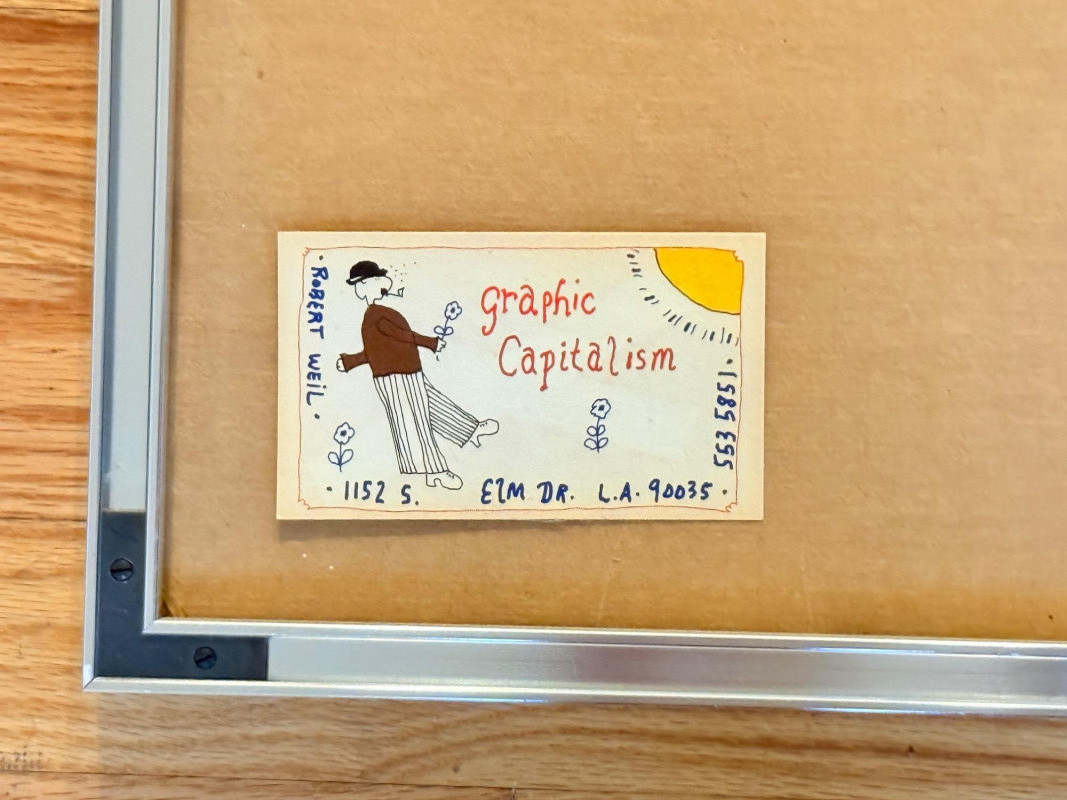 · ROBERT WEIL ·
graphic
Capitalism
553 5851 ·
· 1152 S. ElM DR. L.A. 90035 ·